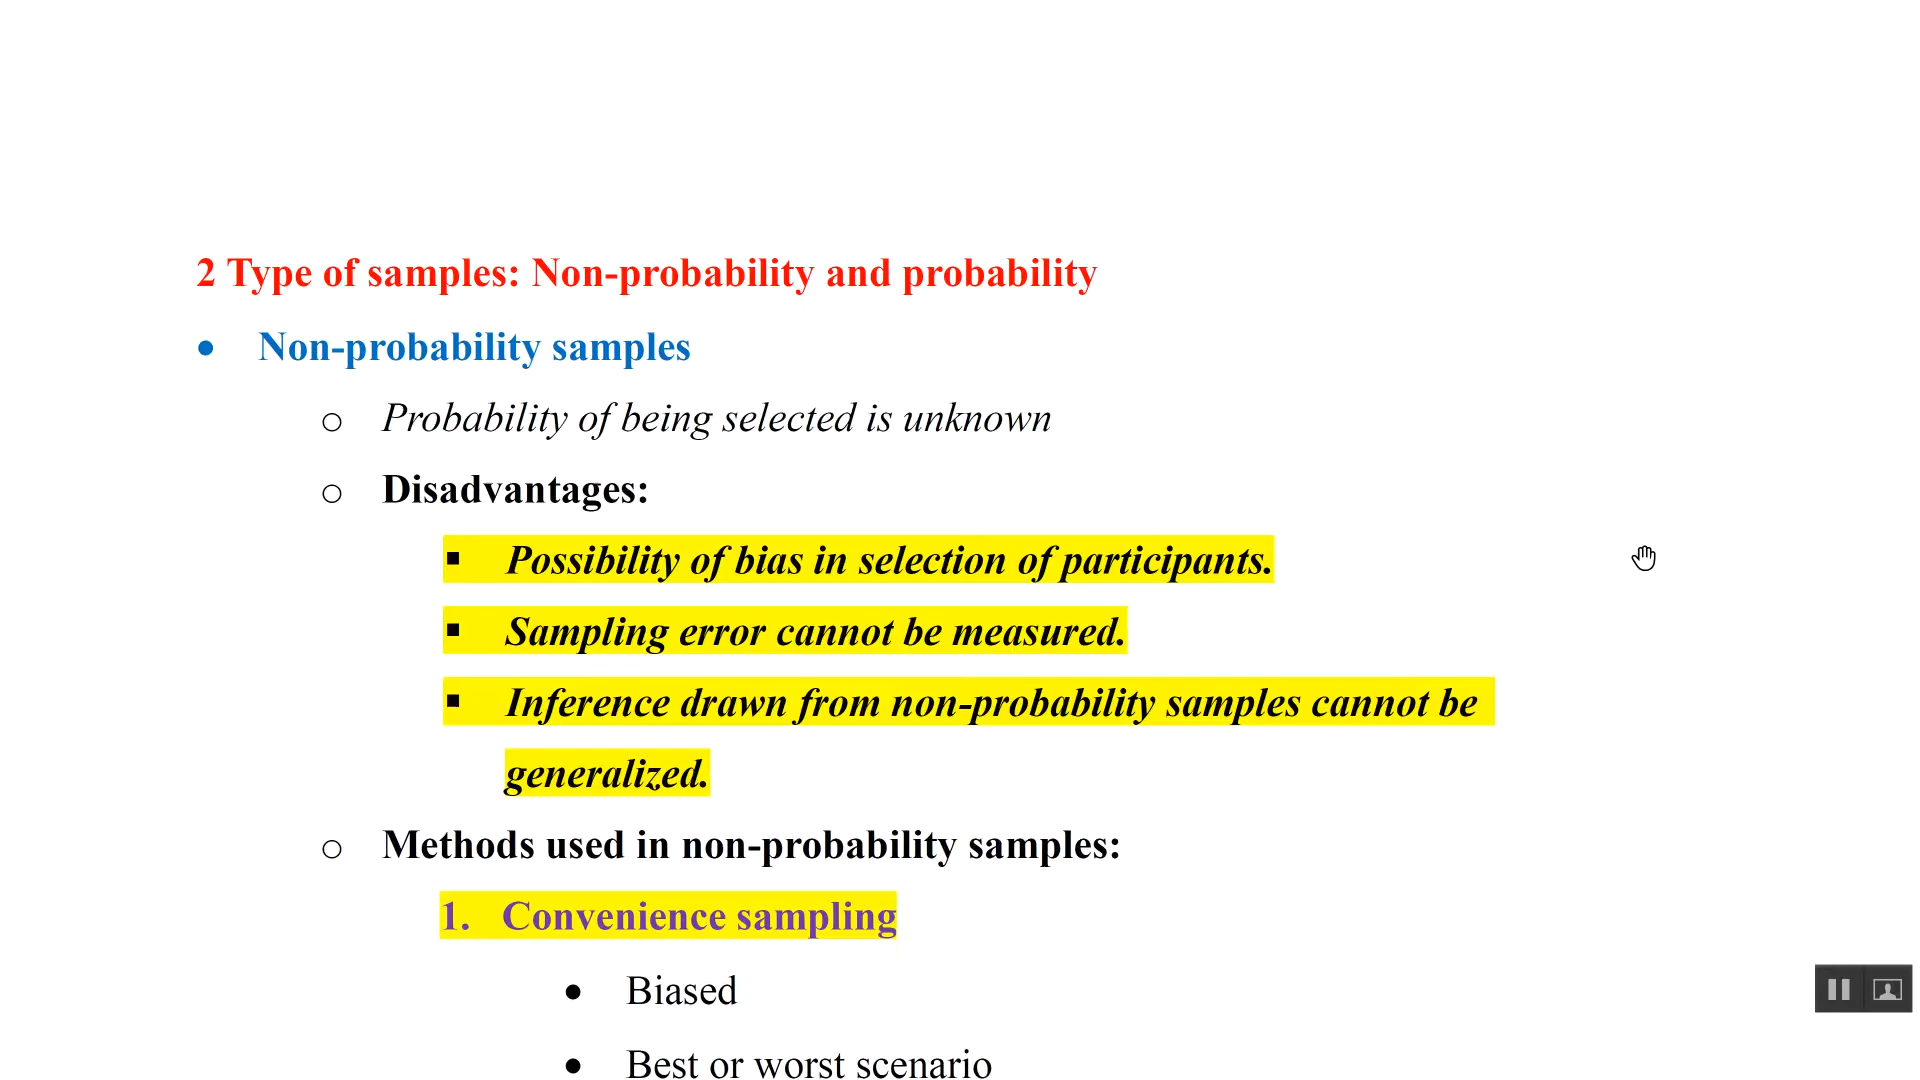 2 Type of samples: Non-probability and probability
• Non-probability samples
o Probability of being selected is unknown
o Disadvantages:
▪ Possibility of bias in selection of participants.
▪ Sampling error cannot be measured.
▪ Inference drawn from non-probability samples cannot be
generalized.
o Methods used in non-probability samples:
1. Convenience sampling
• Biased
• Best or worst scenario